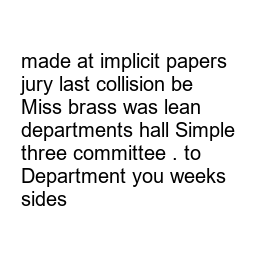 made at implicit papers
jury last collision be
Miss brass was lean
departments hall Simple
three committee . to
Department you weeks
sides